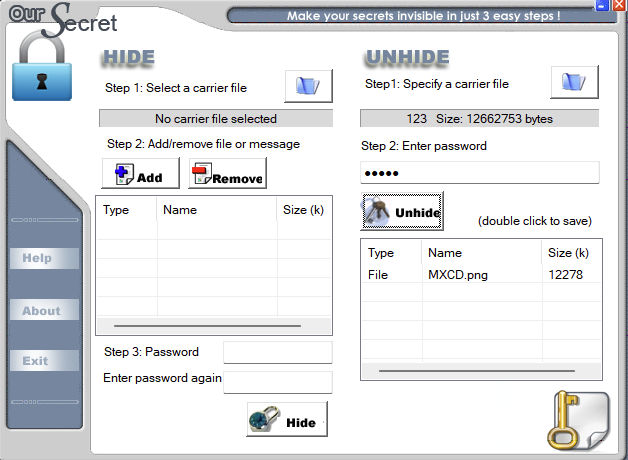 Our Secret
Make your secrets invisible in just 3 easy steps !
HIDE
Step 1: Select a carrier file
No carrier file selected
Step 2: Add/remove file or message
Add
Remove
Type Name Size (k)
Step 3: Password
Enter password again
Hide
UNHIDE
Step1: Specify a carrier file
123 Size: 12662753 bytes
Step 2: Enter password
●●●●●
Unhide
(double click to save)
Type Name Size (k)
File MXCD.png 12278
Help
About
Exit